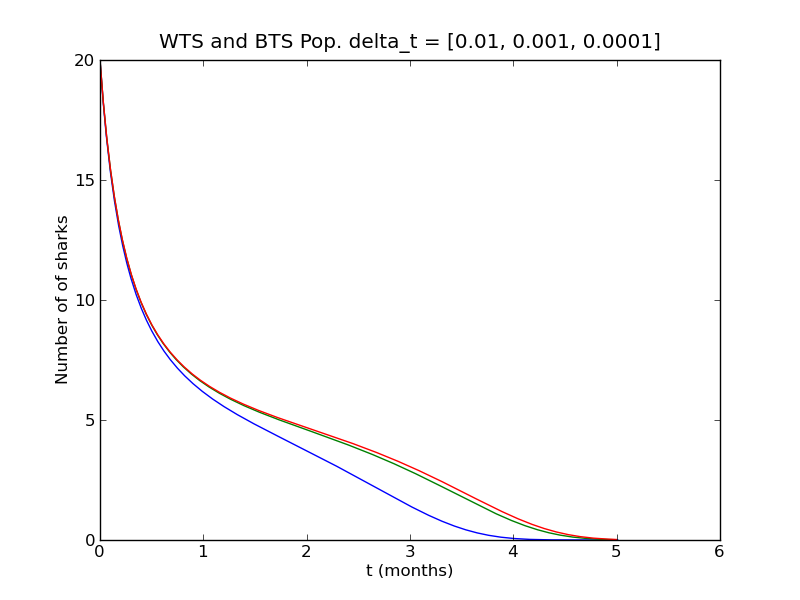 WTS and BTS Pop. delta_t = [0.01, 0.001, 0.0001]
20
15
10
5
0
Number of of sharks
0 1 2 3 4 5 6
t (months)